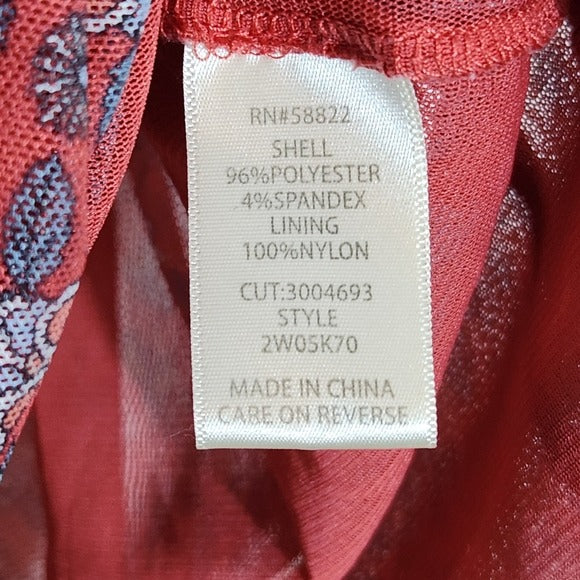 RN#58822
SHELL
96%POLYESTER
4%SPANDEX
LINING
100%NYLON
CUT:3004693
STYLE
2W05K70
MADE IN CHINA
CARE ON REVERSE